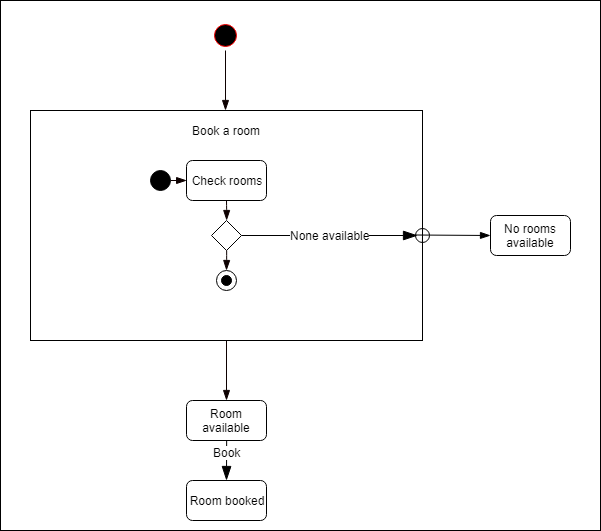 Book a room
Check rooms
None available
No rooms
available
Room
available
Book
Room booked